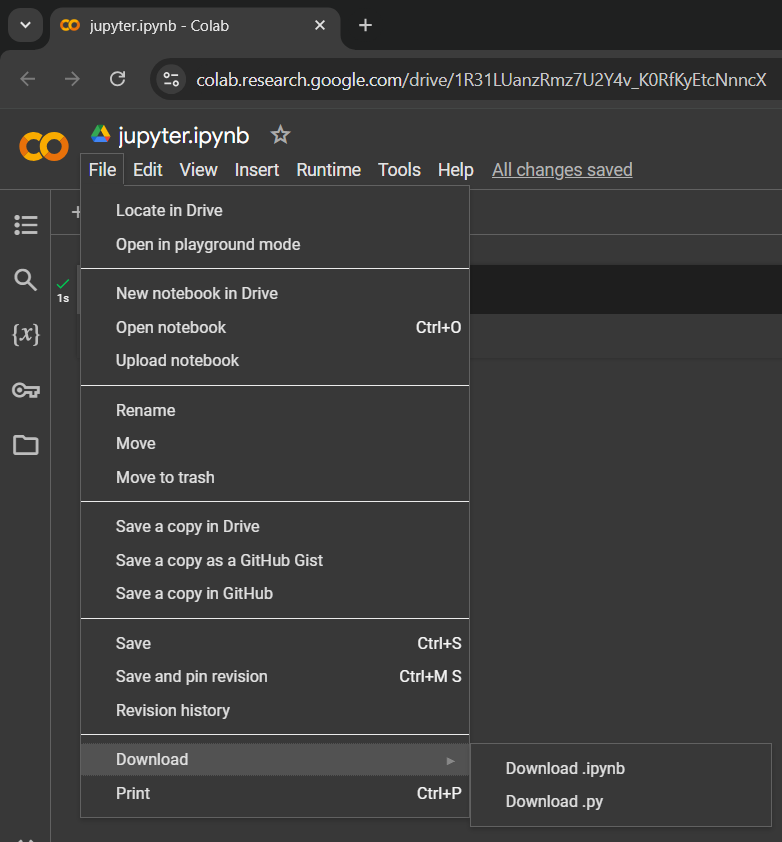 jupyter.ipynb - Colab
colab.research.google.com/drive/1R31LUanzRmz7U2Y4v_K0RfKyEtcNnncX
jupyter.ipynb
File Edit View Insert Runtime Tools Help All changes saved
Locate in Drive
Open in playground mode
1s
New notebook in Drive
{x}
Open notebook Ctrl+O
Upload notebook
Rename
Move
Move to trash
Save a copy in Drive
Save a copy as a GitHub Gist
Save a copy in GitHub
Save Ctrl+S
Save and pin revision Ctrl+M S
Revision history
Download
Download .ipynb
Print Ctrl+P
Download .py